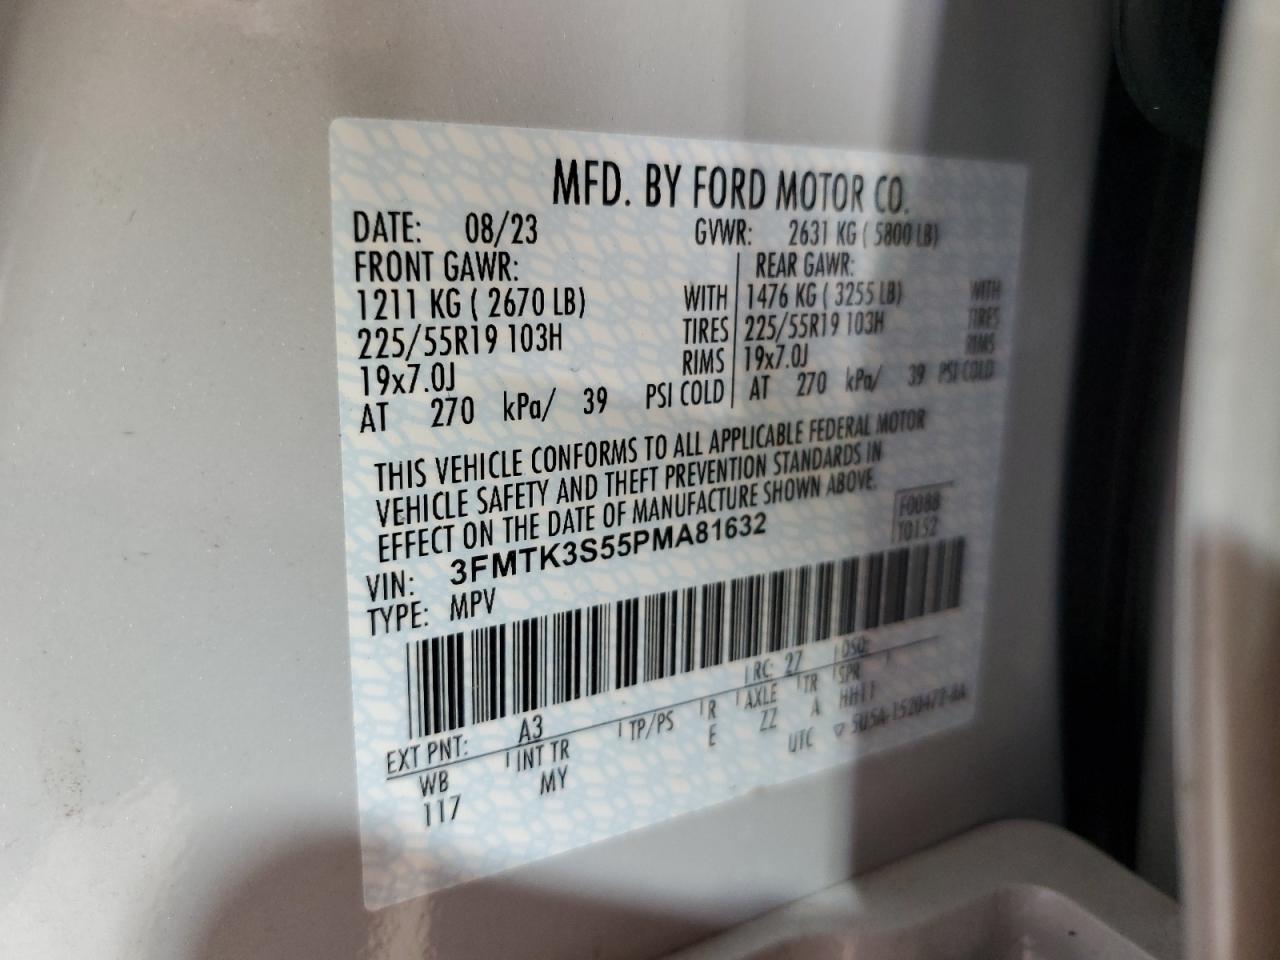 MFD. BY FORD MOTOR CO.
DATE: 08/23 GVWR: 2631 KG ( 5800 LB)
FRONT GAWR: REAR GAWR:
1211 KG ( 2670 LB) WITH 1476 KG ( 3255 LB) WITH
225/55R19 103H TIRES 225/55R19 103H TIRES
19x7.0J RIMS 19x7.0J RIMS
AT 270 kPa/ 39 PSI COLD AT 270 kPa/ 39 PSI COLD
THIS VEHICLE CONFORMS TO ALL APPLICABLE FEDERAL MOTOR
VEHICLE SAFETY AND THEFT PREVENTION STANDARDS IN
EFFECT ON THE DATE OF MANUFACTURE SHOWN ABOVE.
F0088
T0152
VIN: 3FMTK3S55PMA81632
TYPE: MPV
EXT PNT: A3 RC: 27 DSO:
WB INT TR TP/PS R AXLE TR SPR
117 MY E ZZ A HH11
UTC ▽ 5U5A-1520472-AA